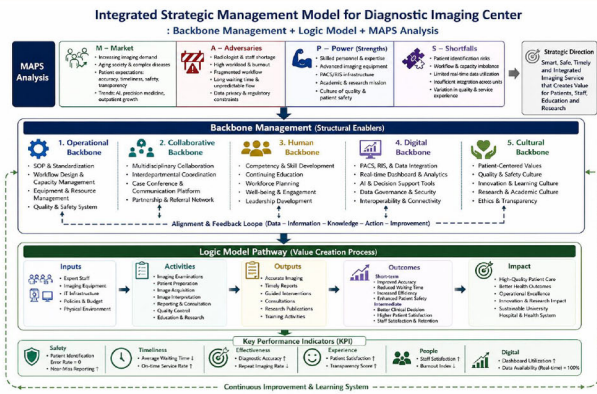 Integrated Strategic Management Model for Diagnostic Imaging Center
: Backbone Management + Logic Model + MAPS Analysis
MAPS
Analysis
M – Market
• Increasing imaging demand
• Aging society & complex diseases
• Patient expectations:
accuracy, timeliness, safety,
transparency
• Trends: AI, precision medicine,
outpatient growth
A – Adversaries
• Radiologist & staff shortage
• High workload & burnout
• Fragmented workflow
• Long waiting time &
unpredictable flow
• Data privacy & regulatory
constraints
P – Power (Strengths)
• Skilled personnel & expertise
• Advanced imaging equipment
• PACS/RIS infrastructure
• Academic & research mission
• Culture of quality &
patient safety
S – Shortfalls
• Patient identification risks
• Workflow & capacity imbalance
• Limited real-time data utilization
• Insufficient integration across units
• Variation in quality & service
experience
Strategic Direction
Smart, Safe, Timely
and Integrated
Imaging Service
that Creates Value
for Patients, Staff,
Education and
Research
Backbone Management (Structural Enablers)
1. Operational
Backbone
• SOP & Standardization
• Workflow Design &
Capacity Management
• Equipment & Resource
Management
• Quality & Safety System
2. Collaborative
Backbone
• Multidisciplinary Collaboration
• Interdepartmental Coordination
• Case Conference &
Communication Platform
• Partnership & Referral Network
3. Human
Backbone
• Competency & Skill Development
• Continuing Education
• Workforce Planning
• Well-being & Engagement
• Leadership Development
4. Digital
Backbone
• PACS, RIS, & Data Integration
• Real-time Dashboard & Analytics
• AI & Decision Support Tools
• Data Governance & Security
• Interoperability & Connectivity
5. Cultural
Backbone
• Patient-Centered Values
• Quality & Safety Culture
• Innovation & Learning Culture
• Research & Academic Culture
• Ethics & Transparency
Alignment & Feedback Loops (Data – Information – Knowledge – Action – Improvement)
Logic Model Pathway (Value Creation Process)
Inputs
• Expert Staff
• Imaging Equipment
• IT Infrastructure
• Policies & Budget
• Physical Environment
Activities
• Imaging Examinations
• Patient Preparation
• Image Acquisition
• Image Interpretation
• Reporting & Consultation
• Quality Control
• Education & Research
Outputs
• Accurate Imaging
• Timely Reports
• Guided Interventions
• Consultations
• Research Publications
• Training Activities
Outcomes
Short-term
• Improved Accuracy
• Reduced Waiting Time
• Increased Efficiency
• Enhanced Patient Safety
Intermediate
• Better Clinical Decision
• Higher Patient Satisfaction
• Staff Satisfaction & Retention
Impact
• High-Quality Patient Care
• Better Health Outcomes
• Operational Excellence
• Innovation & Research Impact
• Sustainable University
Hospital & Health System
Key Performance Indicators (KPI)
Safety
• Patient Identification
Error Rate = 0
• Near Miss Reporting ↑
Timeliness
• Average Waiting Time ↓
• On-time Service Rate ↑
Effectiveness
• Diagnostic Accuracy ↑
• Repeat Imaging Rate ↓
Experience
• Patient Satisfaction ↑
• Transparency Score ↑
People
• Staff Satisfaction ↑
• Burnout Index ↓
Digital
• Dashboard Utilization ↑
• Data Availability (Real-time) = 100%
Continuous Improvement & Learning System